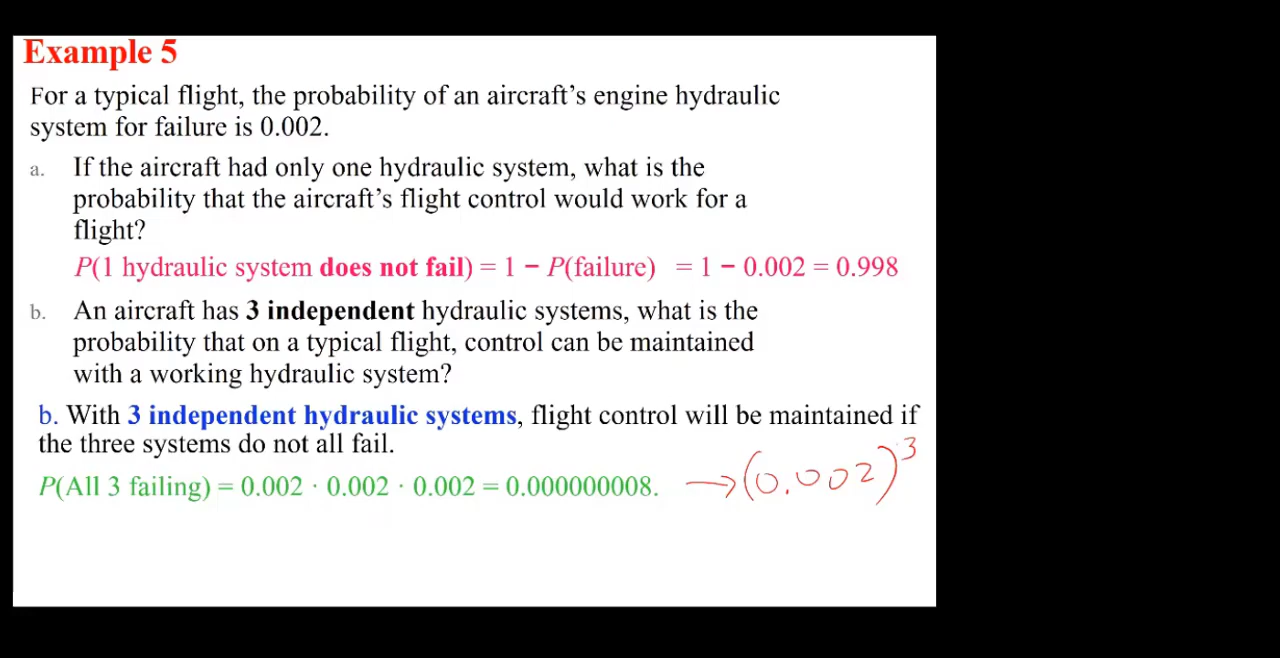 Example 5
For a typical flight, the probability of an aircraft's engine hydraulic
system for failure is 0.002.
a. If the aircraft had only one hydraulic system, what is the
probability that the aircraft's flight control would work for a
flight?
P(1 hydraulic system does not fail) = 1 − P(failure) = 1 − 0.002 = 0.998
b. An aircraft has 3 independent hydraulic systems, what is the
probability that on a typical flight, control can be maintained
with a working hydraulic system?
b. With 3 independent hydraulic systems, flight control will be maintained if
the three systems do not all fail.
P(All 3 failing) = 0.002 · 0.002 · 0.002 = 0.000000008. →(0.002)³